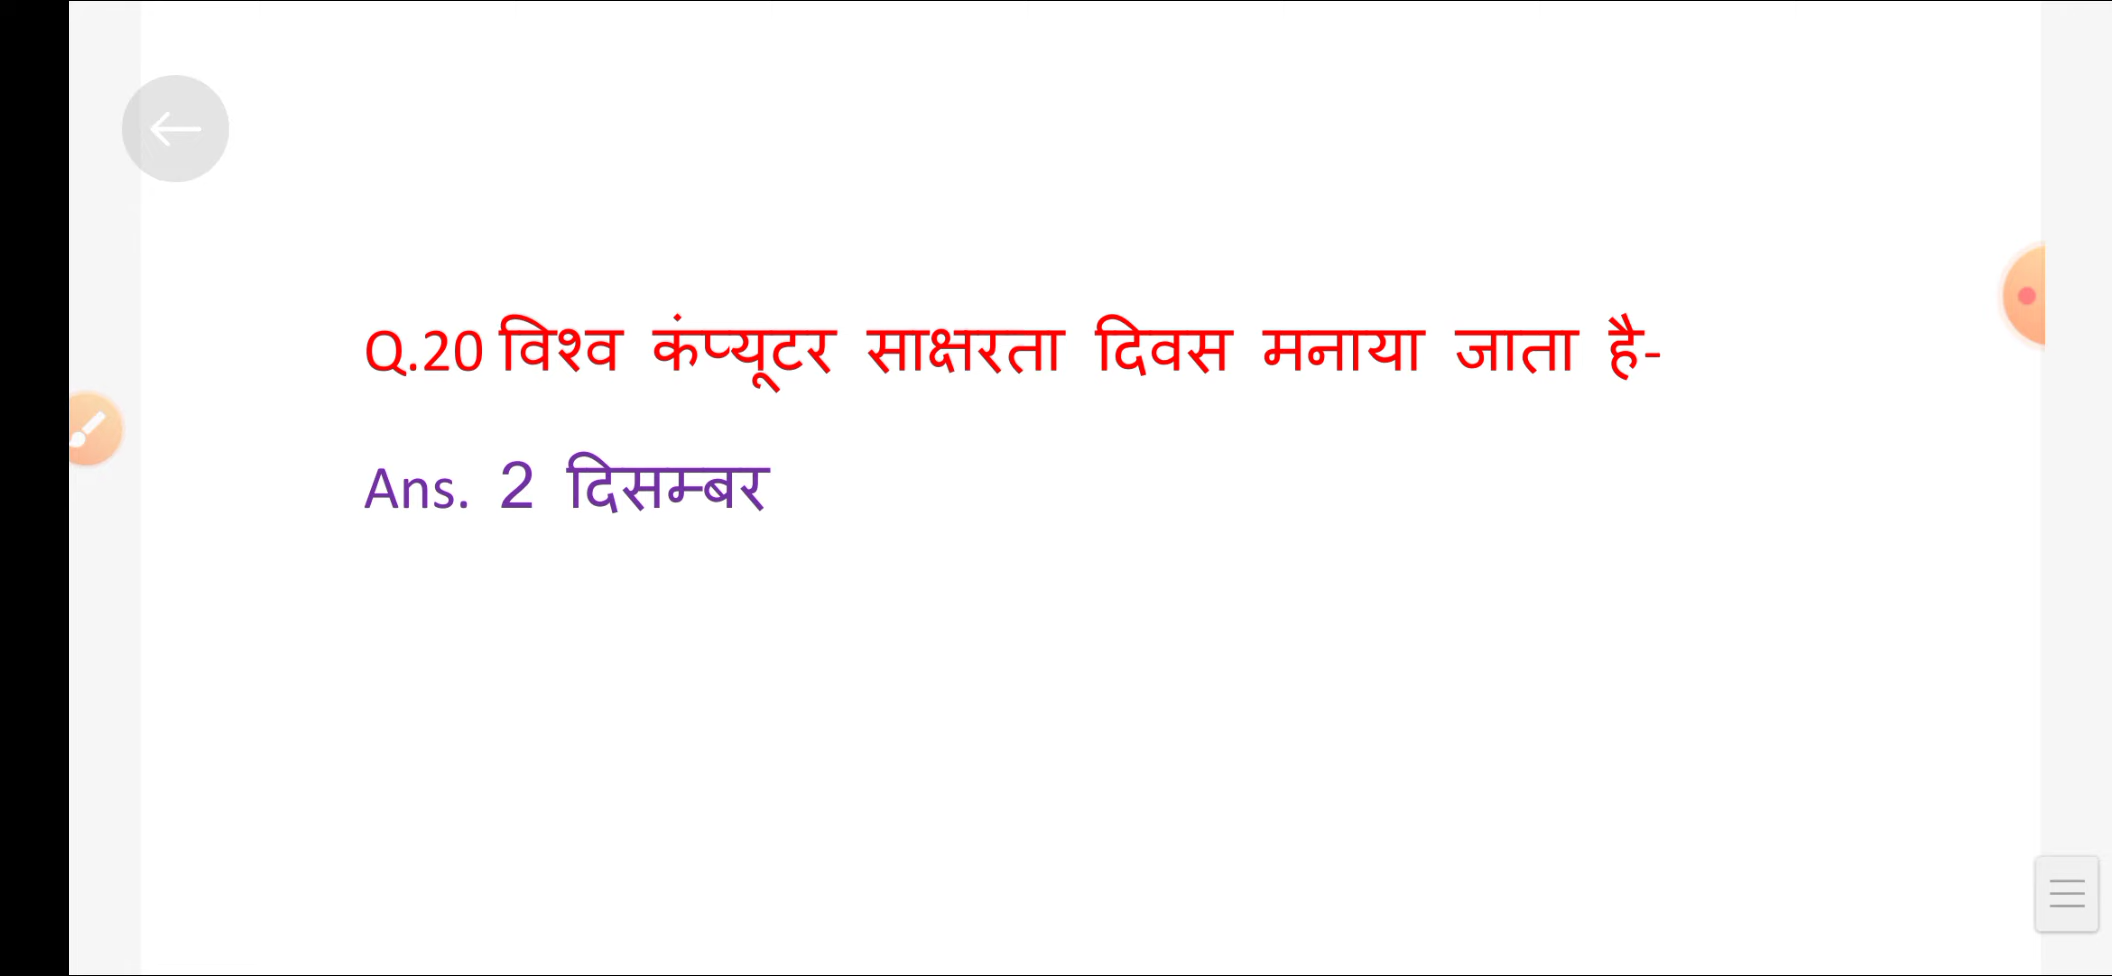 Q.20 विश्व कंप्यूटर साक्षरता दिवस मनाया जाता है-
Ans. 2 दिसम्बर